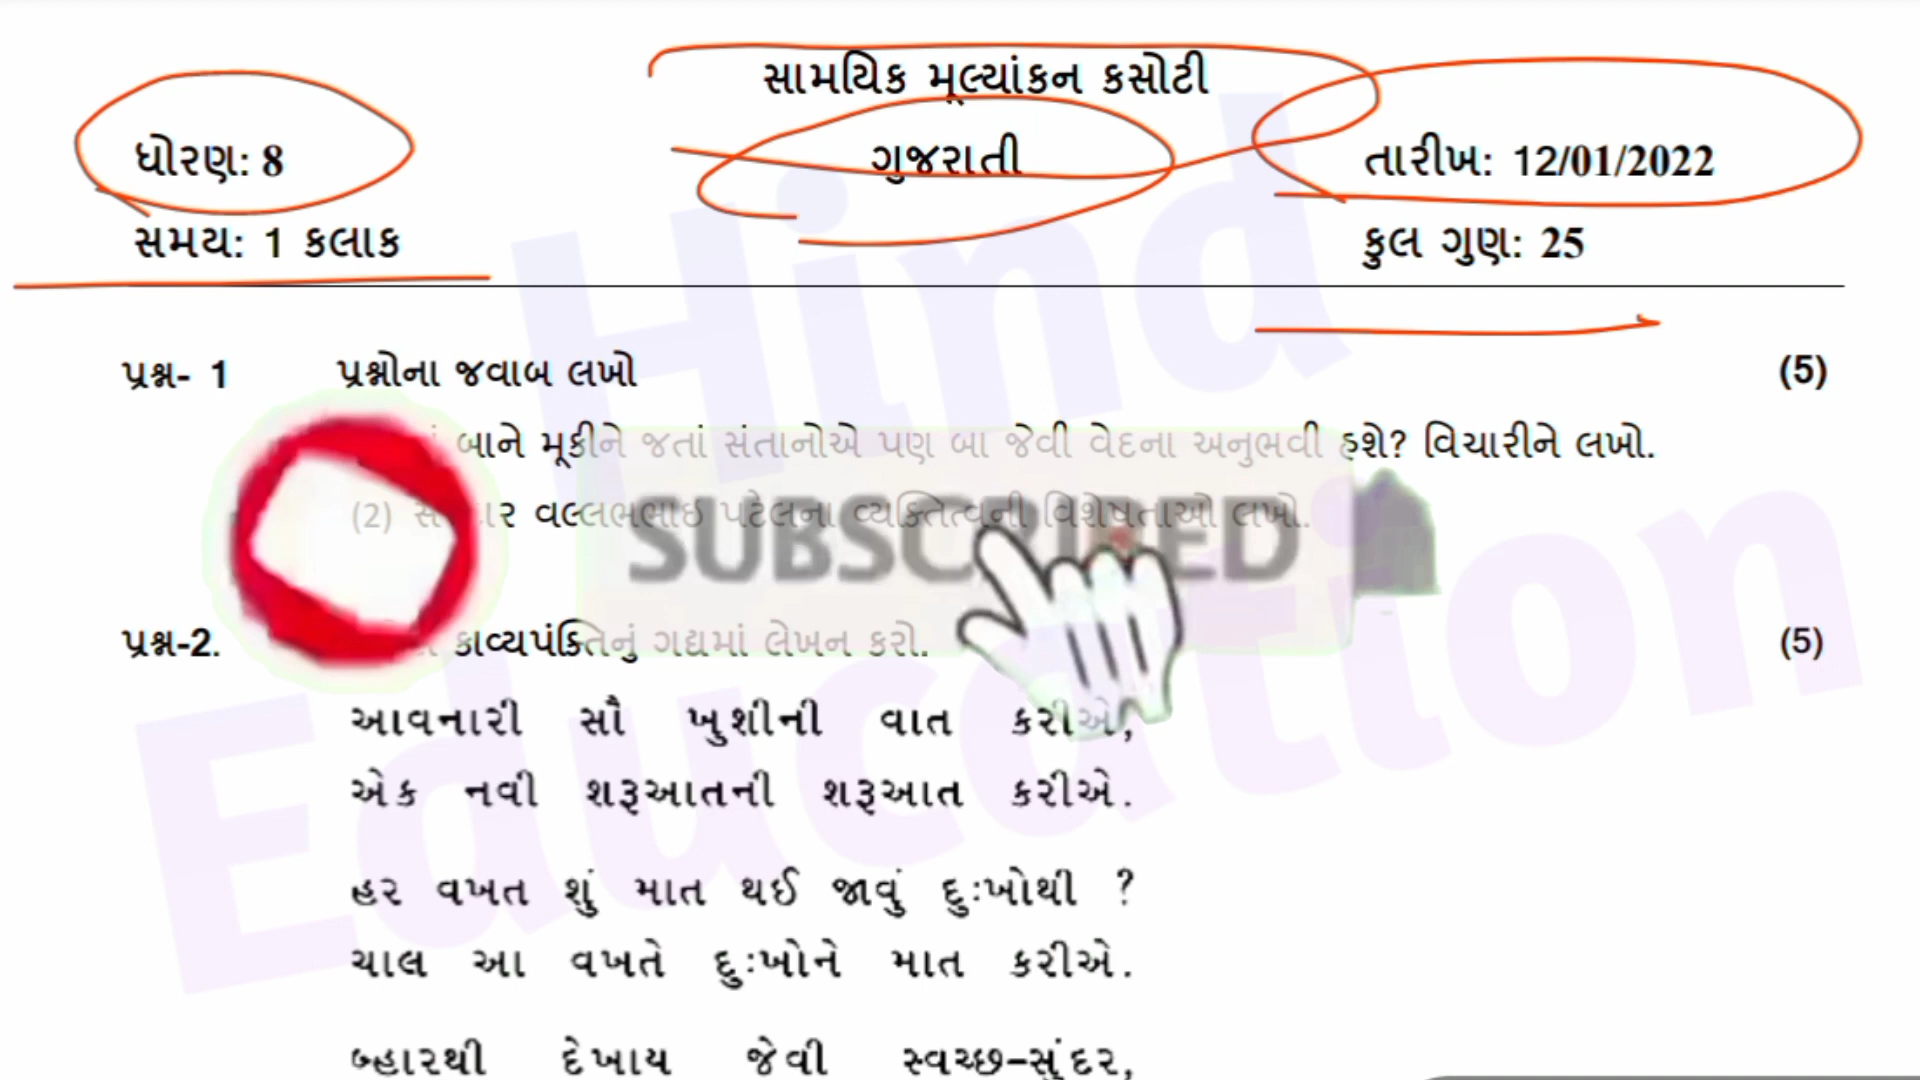 સામયિક મૂલ્યાંકન કસોટી
ધોરણ: 8 ગુજરાતી તારીખ: 12/01/2022
સમય: 1 કલાક કુલ ગુણ: 25
પ્રશ્ન- 1 પ્રશ્નોના જવાબ લખો (5)
બાને મૂકીને જતાં સંતાનોએ પણ બા જેવી વેદના અનુભવી હશે? વિચારીને લખો.
(2) વલ્લભભાઈ પટેલના વ્યક્તિત્વની વિશેષતાઓ લખો.
SUBSCRIBED
પ્રશ્ન-2. કાવ્યપંક્તિનું ગદ્યમાં લેખન કરો. (5)
આવનારી સૌ ખુશીની વાત કરીએ,
એક નવી શરૂઆતની શરૂઆત કરીએ.
હર વખત શું માત થઈ જાવું દુઃખોથી ?
ચાલ આ વખતે દુઃખોને માત કરીએ.
બ્હારથી દેખાય જેવી સ્વચ્છ-સુંદર,
Hind
Education